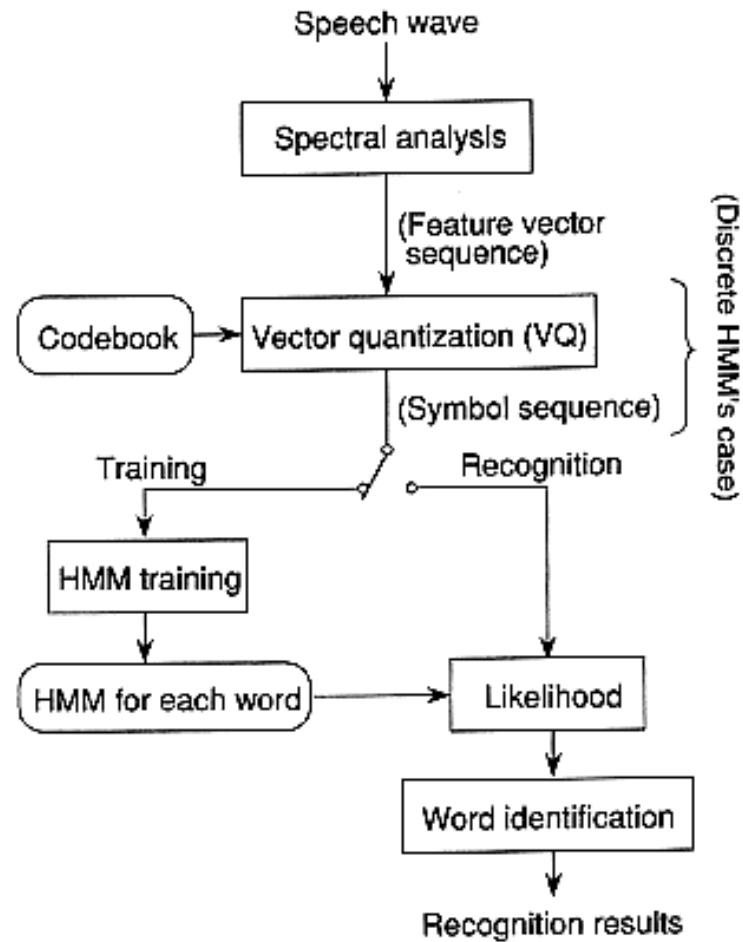 Speech wave
Spectral analysis
(Feature vector
sequence)
Codebook
Vector quantization (VQ)
(Symbol sequence)
(Discrete HMM's case)
Training
Recognition
HMM training
HMM for each word
Likelihood
Word identification
Recognition results